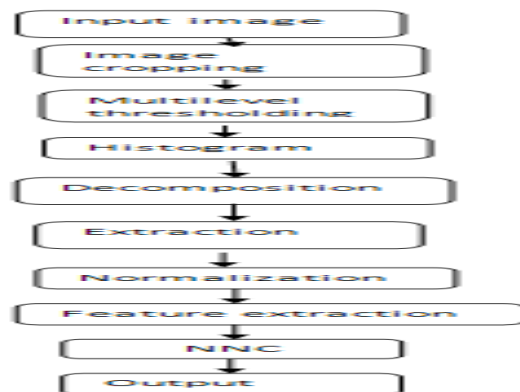 Input image
Image
cropping
Multilevel
thresholding
Histogram
Decomposition
Extraction
Normalization
Feature extraction
NNC
Output